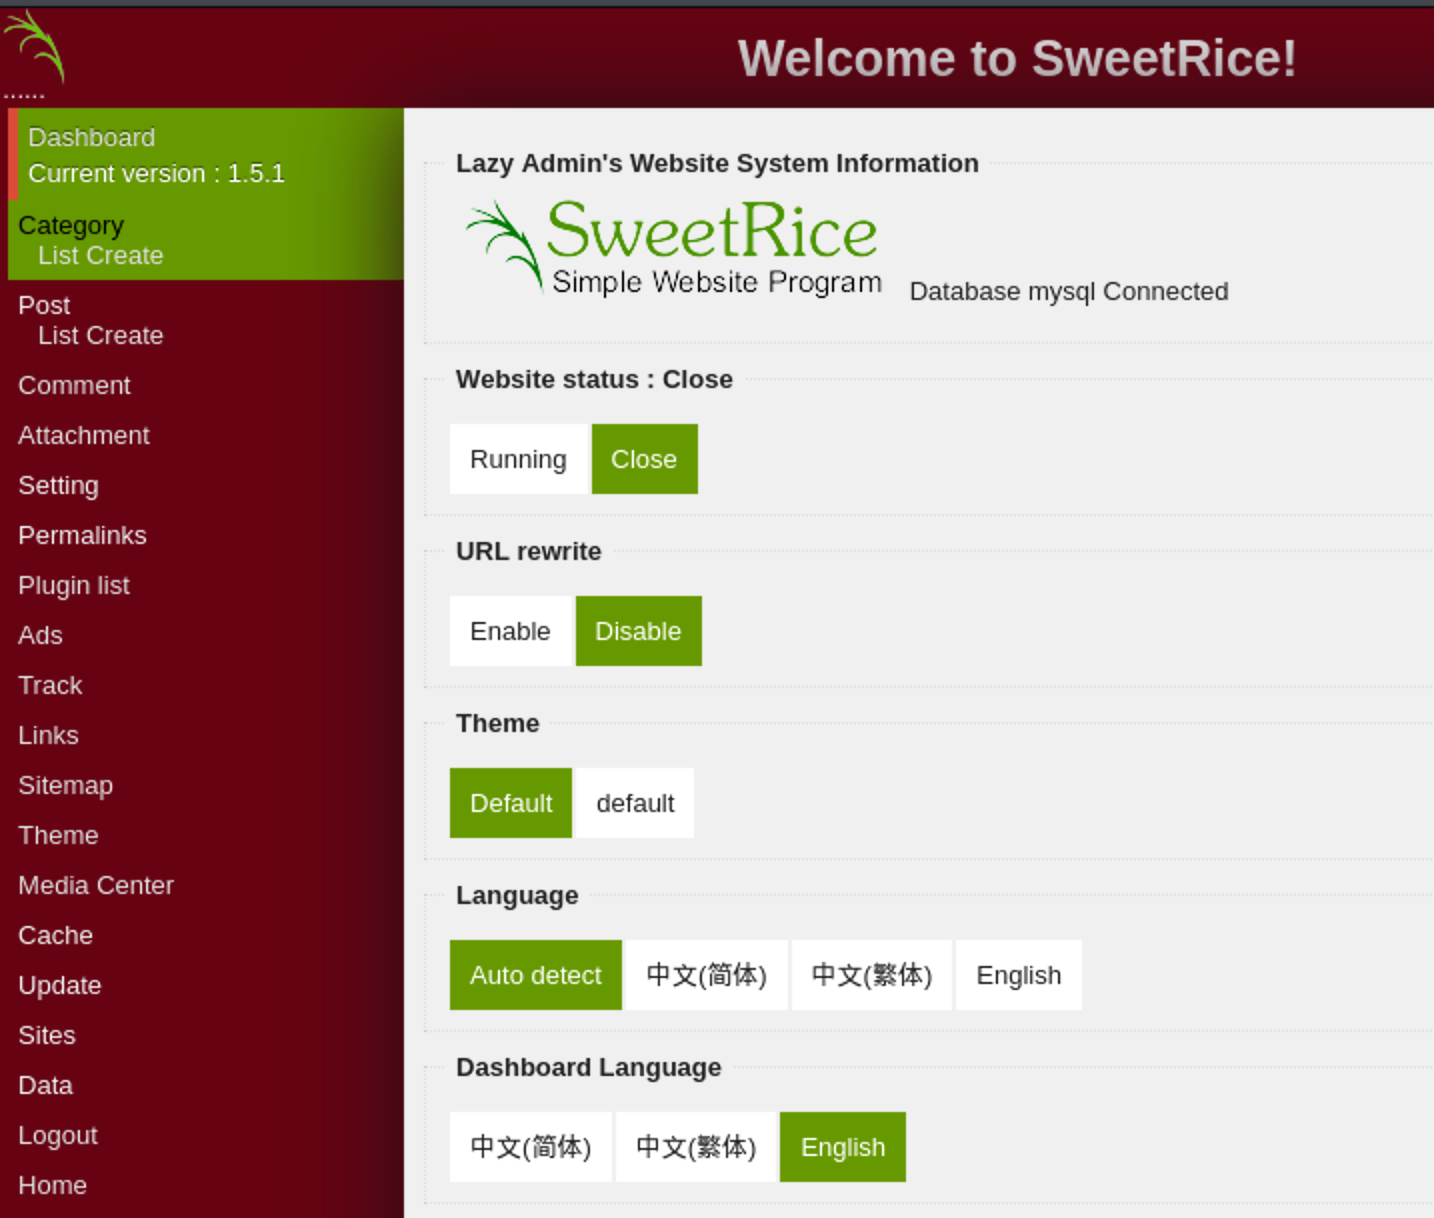 Welcome to SweetRice!
......
Dashboard
Current version : 1.5.1
Category
List Create
Post
List Create
Comment
Attachment
Setting
Permalinks
Plugin list
Ads
Track
Links
Sitemap
Theme
Media Center
Cache
Update
Sites
Data
Logout
Home
Lazy Admin's Website System Information
SweetRice
Simple Website Program
Database mysql Connected
Website status : Close
Running Close
URL rewrite
Enable Disable
Theme
Default default
Language
Auto detect 中文(简体) 中文(繁体) English
Dashboard Language
中文(简体) 中文(繁体) English